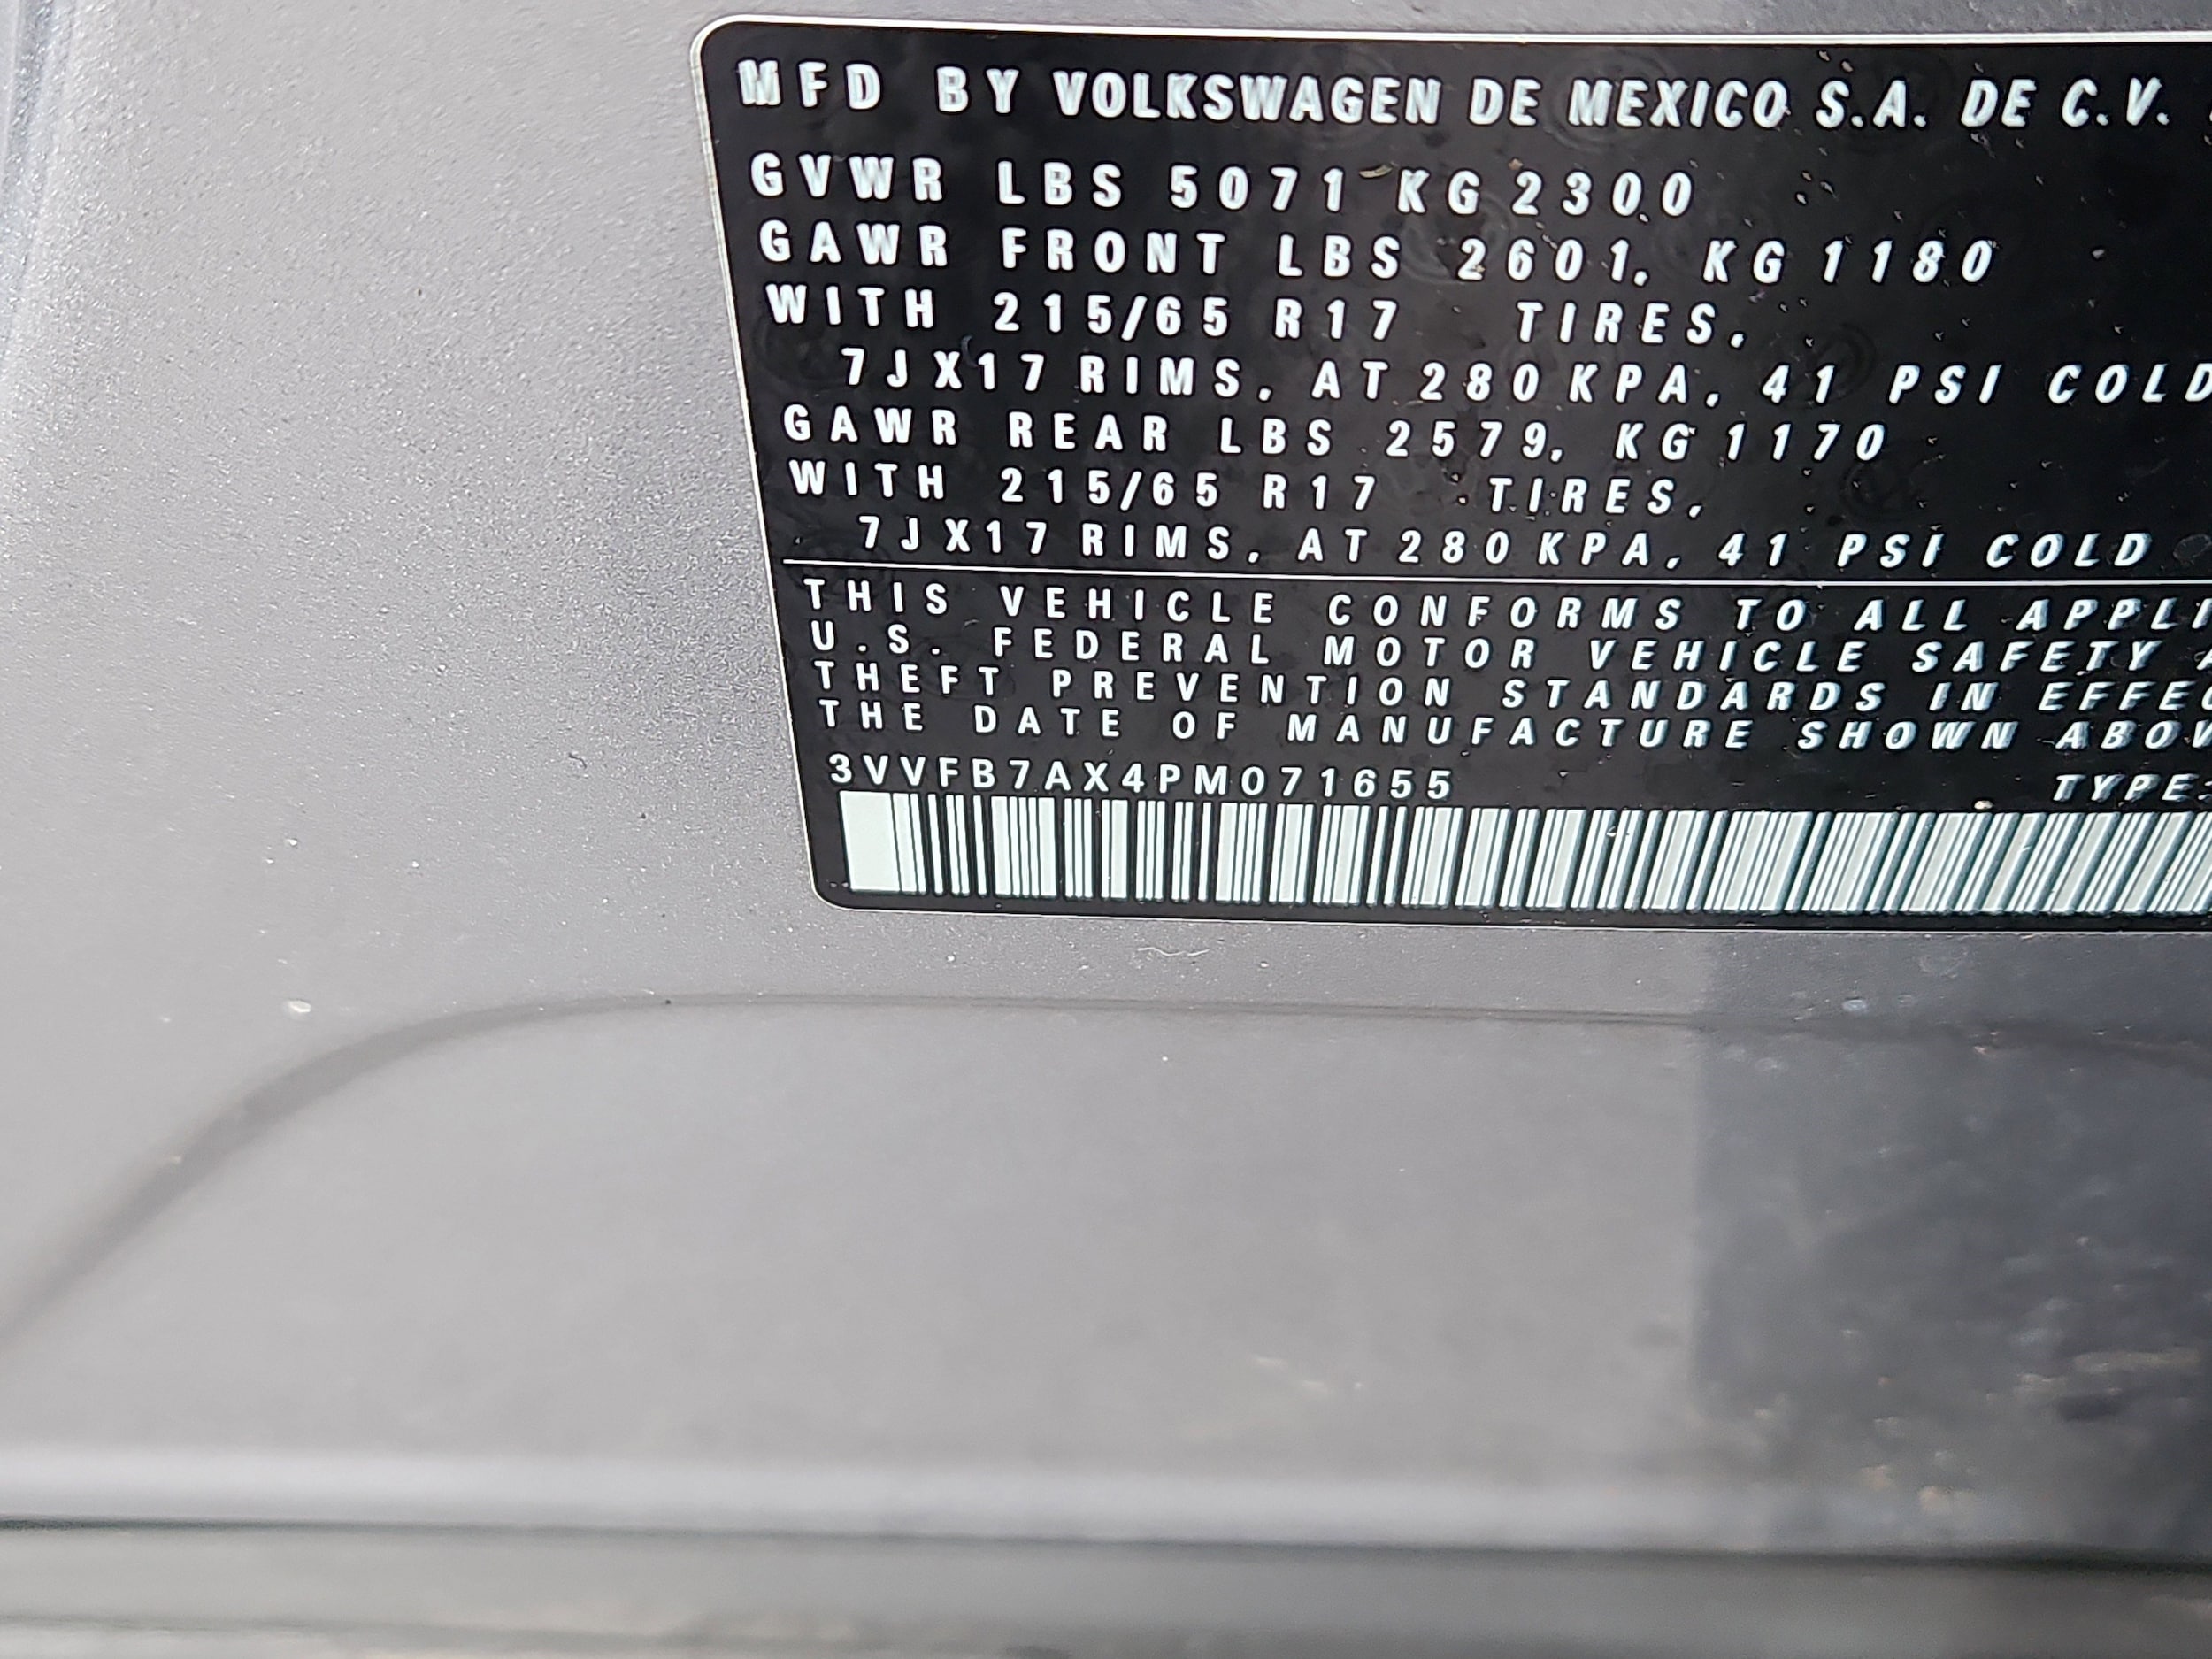 MFD BY VOLKSWAGEN DE MEXICO S.A. DE C.V.
GVWR LBS 5071 KG 2300
GAWR FRONT LBS 2601, KG 1180
WITH 215/65 R17 TIRES,
7JX17 RIMS, AT 280 KPA, 41 PSI COLD
GAWR REAR LBS 2579, KG 1170
WITH 215/65 R17 TIRES,
7JX17 RIMS, AT 280 KPA, 41 PSI COLD
THIS VEHICLE CONFORMS TO ALL
U.S. FEDERAL MOTOR VEHICLE SAFETY
THEFT PREVENTION STANDARDS IN
THE DATE OF MANUFACTURE SHOWN
3VVFB7AX4PM071655
TYPE: